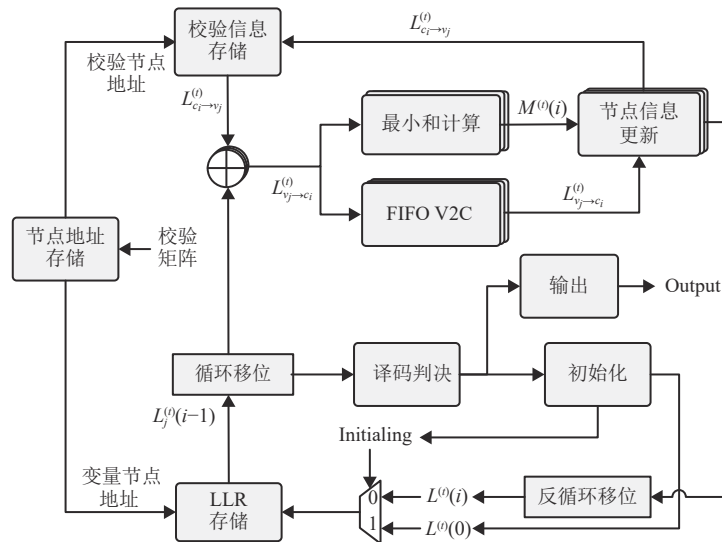 校验信息
存储
L_{c_i→v_j}^{(t)}
校验节点
地址
L_{c_i→v_j}^{(t)}
最小和计算
M^{(t)}(i)
节点信息
更新
L_{v_j→c_i}^{(t)}
FIFO V2C
L_{v_j→c_i}^{(t)}
节点地址
存储
校验
矩阵
输出
Output
循环移位
译码判决
初始化
L_j^{(t)}(i−1)
Initialing
变量节点
地址
LLR
存储
0
1
L^{(t)}(i)
反循环移位
L^{(t)}(0)